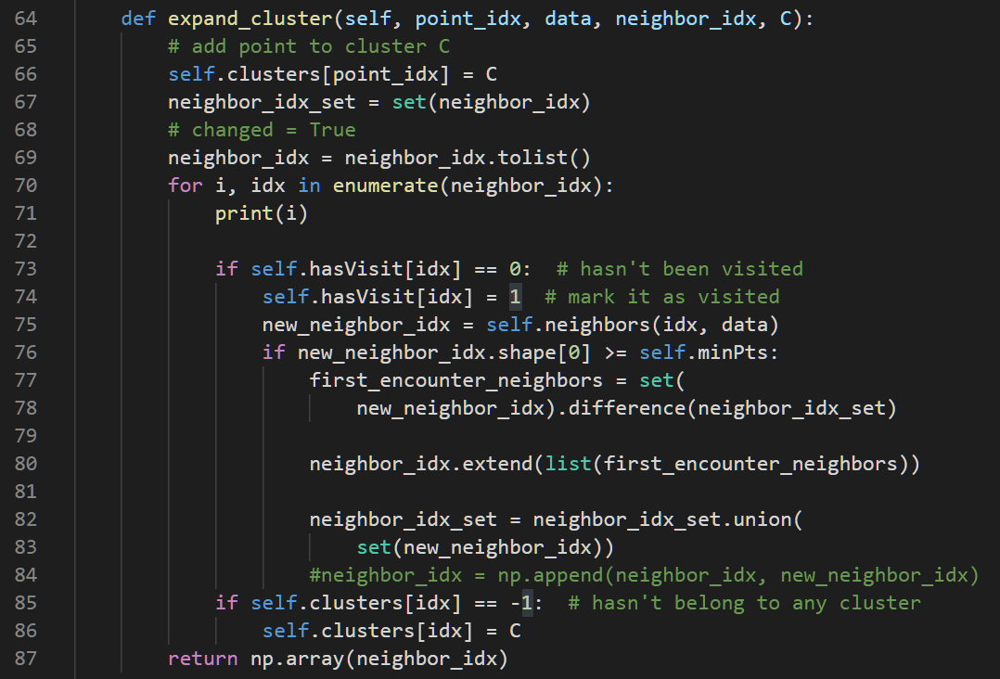 64 def expand_cluster(self, point_idx, data, neighbor_idx, C):
65 # add point to cluster C
66 self.clusters[point_idx] = C
67 neighbor_idx_set = set(neighbor_idx)
68 # changed = True
69 neighbor_idx = neighbor_idx.tolist()
70 for i, idx in enumerate(neighbor_idx):
71 print(i)
72
73 if self.hasVisit[idx] == 0:  # hasn't been visited
74 self.hasVisit[idx] = 1  # mark it as visited
75 new_neighbor_idx = self.neighbors(idx, data)
76 if new_neighbor_idx.shape[0] >= self.minPts:
77 first_encounter_neighbors = set(
78 new_neighbor_idx).difference(neighbor_idx_set)
79
80 neighbor_idx.extend(list(first_encounter_neighbors))
81
82 neighbor_idx_set = neighbor_idx_set.union(
83 set(new_neighbor_idx))
84 #neighbor_idx = np.append(neighbor_idx, new_neighbor_idx)
85 if self.clusters[idx] == -1:  # hasn't belong to any cluster
86 self.clusters[idx] = C
87 return np.array(neighbor_idx)